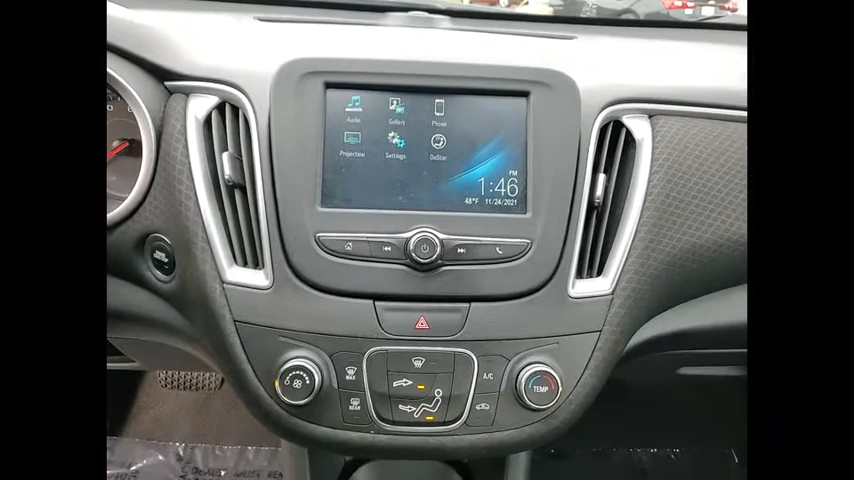 Audio Gallery Phone
Projection Settings OnStar
PM
1:46
48°F 11/24/2021
MAX
REAR
A/C
TEMP